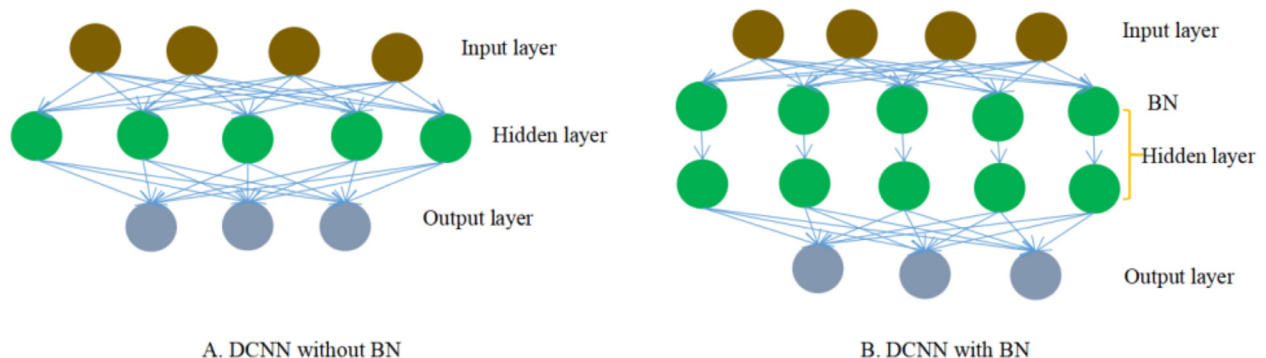 Input layer
Hidden layer
Output layer
A. DCNN without BN
Input layer
BN
Hidden layer
Output layer
B. DCNN with BN